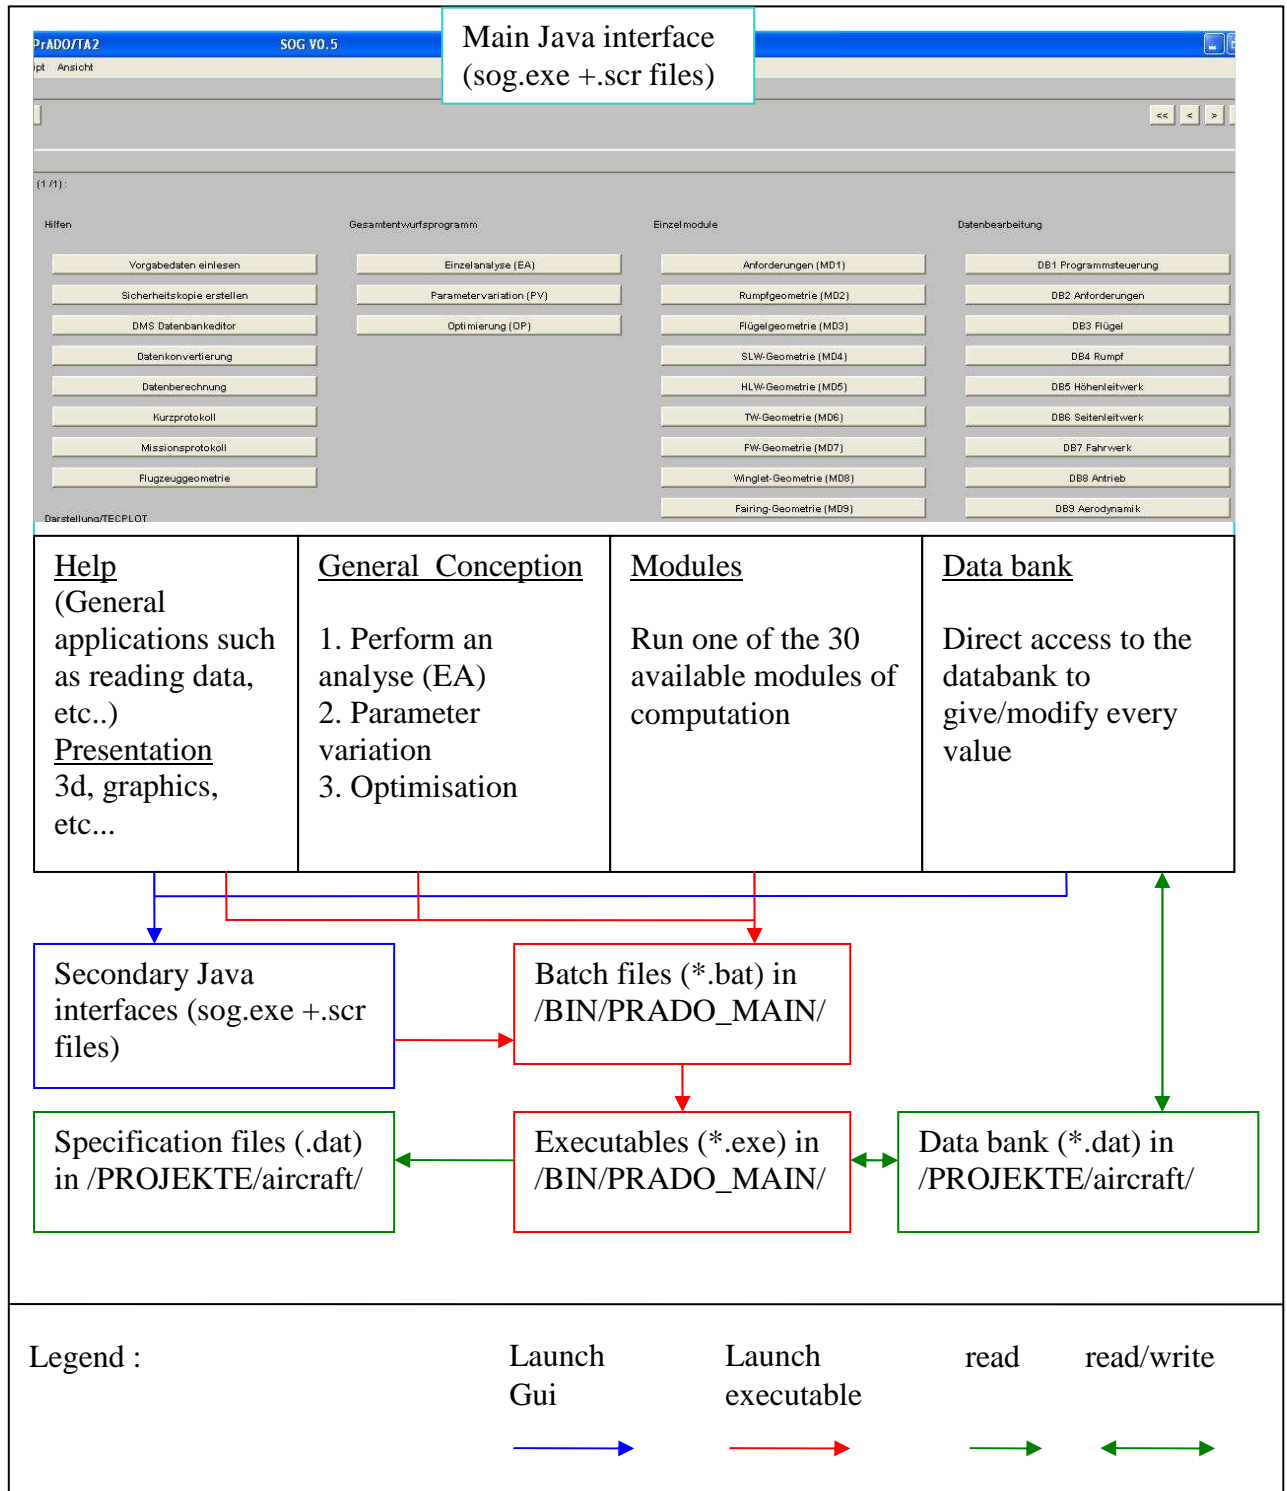 PrADO/TA2
SOG V0.5
Main Java interface
(sog.exe +.scr files)
ipt Ansicht
<< < >
(1 /1) :
Hilfen
Vorgabedaten einlesen
Sicherheitskopie erstellen
DMS Datenbankeditor
Datenkonvertierung
Datenberechnung
Kurzprotokoll
Missionsprotokoll
Flugzeuggeometrie
Darstellung/TECPLOT
Gesamtentwurfsprogramm
Einzelanalyse (EA)
Parametervariation (PV)
Optimierung (OP)
Einzelmodule
Anforderungen (MD1)
Rumpfgeometrie (MD2)
Flügelgeometrie (MD3)
SLW-Geometrie (MD4)
HLW-Geometrie (MD5)
TW-Geometrie (MD6)
FW-Geometrie (MD7)
Winglet-Geometrie (MD8)
Fairing-Geometrie (MD9)
Datenbearbeitung
DB1 Programmsteuerung
DB2 Anforderungen
DB3 Flügel
DB4 Rumpf
DB5 Höhenleitwerk
DB6 Seitenleitwerk
DB7 Fahrwerk
DB8 Antrieb
DB9 Aerodynamik
Help
(General
applications such
as reading data,
etc..)
Presentation
3d, graphics,
etc...
General Conception
1. Perform an
analyse (EA)
2. Parameter
variation
3. Optimisation
Modules
Run one of the 30
available modules of
computation
Data bank
Direct access to the
databank to
give/modify every
value
Secondary Java
interfaces (sog.exe +.scr
files)
Batch files (*.bat) in
/BIN/PRADO_MAIN/
Specification files (.dat)
in /PROJEKTE/aircraft/
Executables (*.exe) in
/BIN/PRADO_MAIN/
Data bank (*.dat) in
/PROJEKTE/aircraft/
Legend :
Launch
Gui
Launch
executable
read
read/write